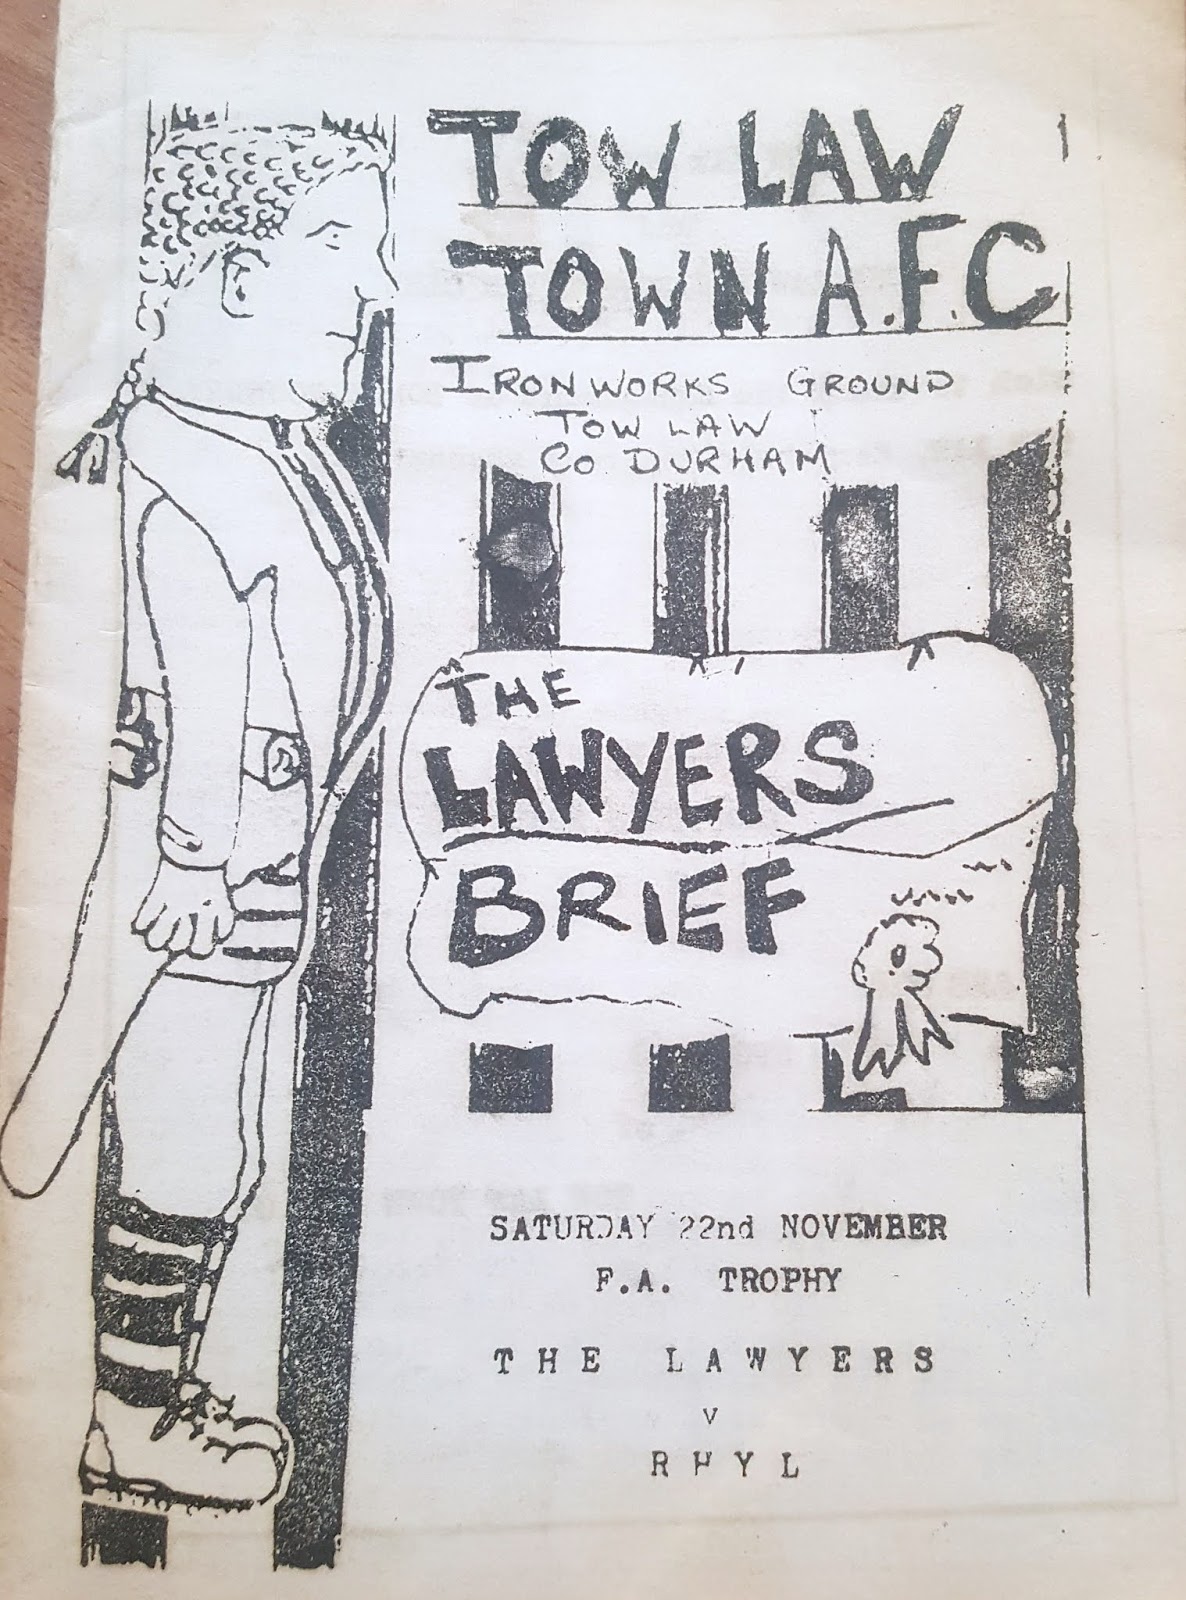 TOW LAW
TOWN A.F.C
IRONWORKS GROUND
TOW LAW
CO DURHAM
THE
LAWYERS
BRIEF
SATURDAY 22nd NOVEMBER
F.A. TROPHY
THE LAWYERS
v
RHYL